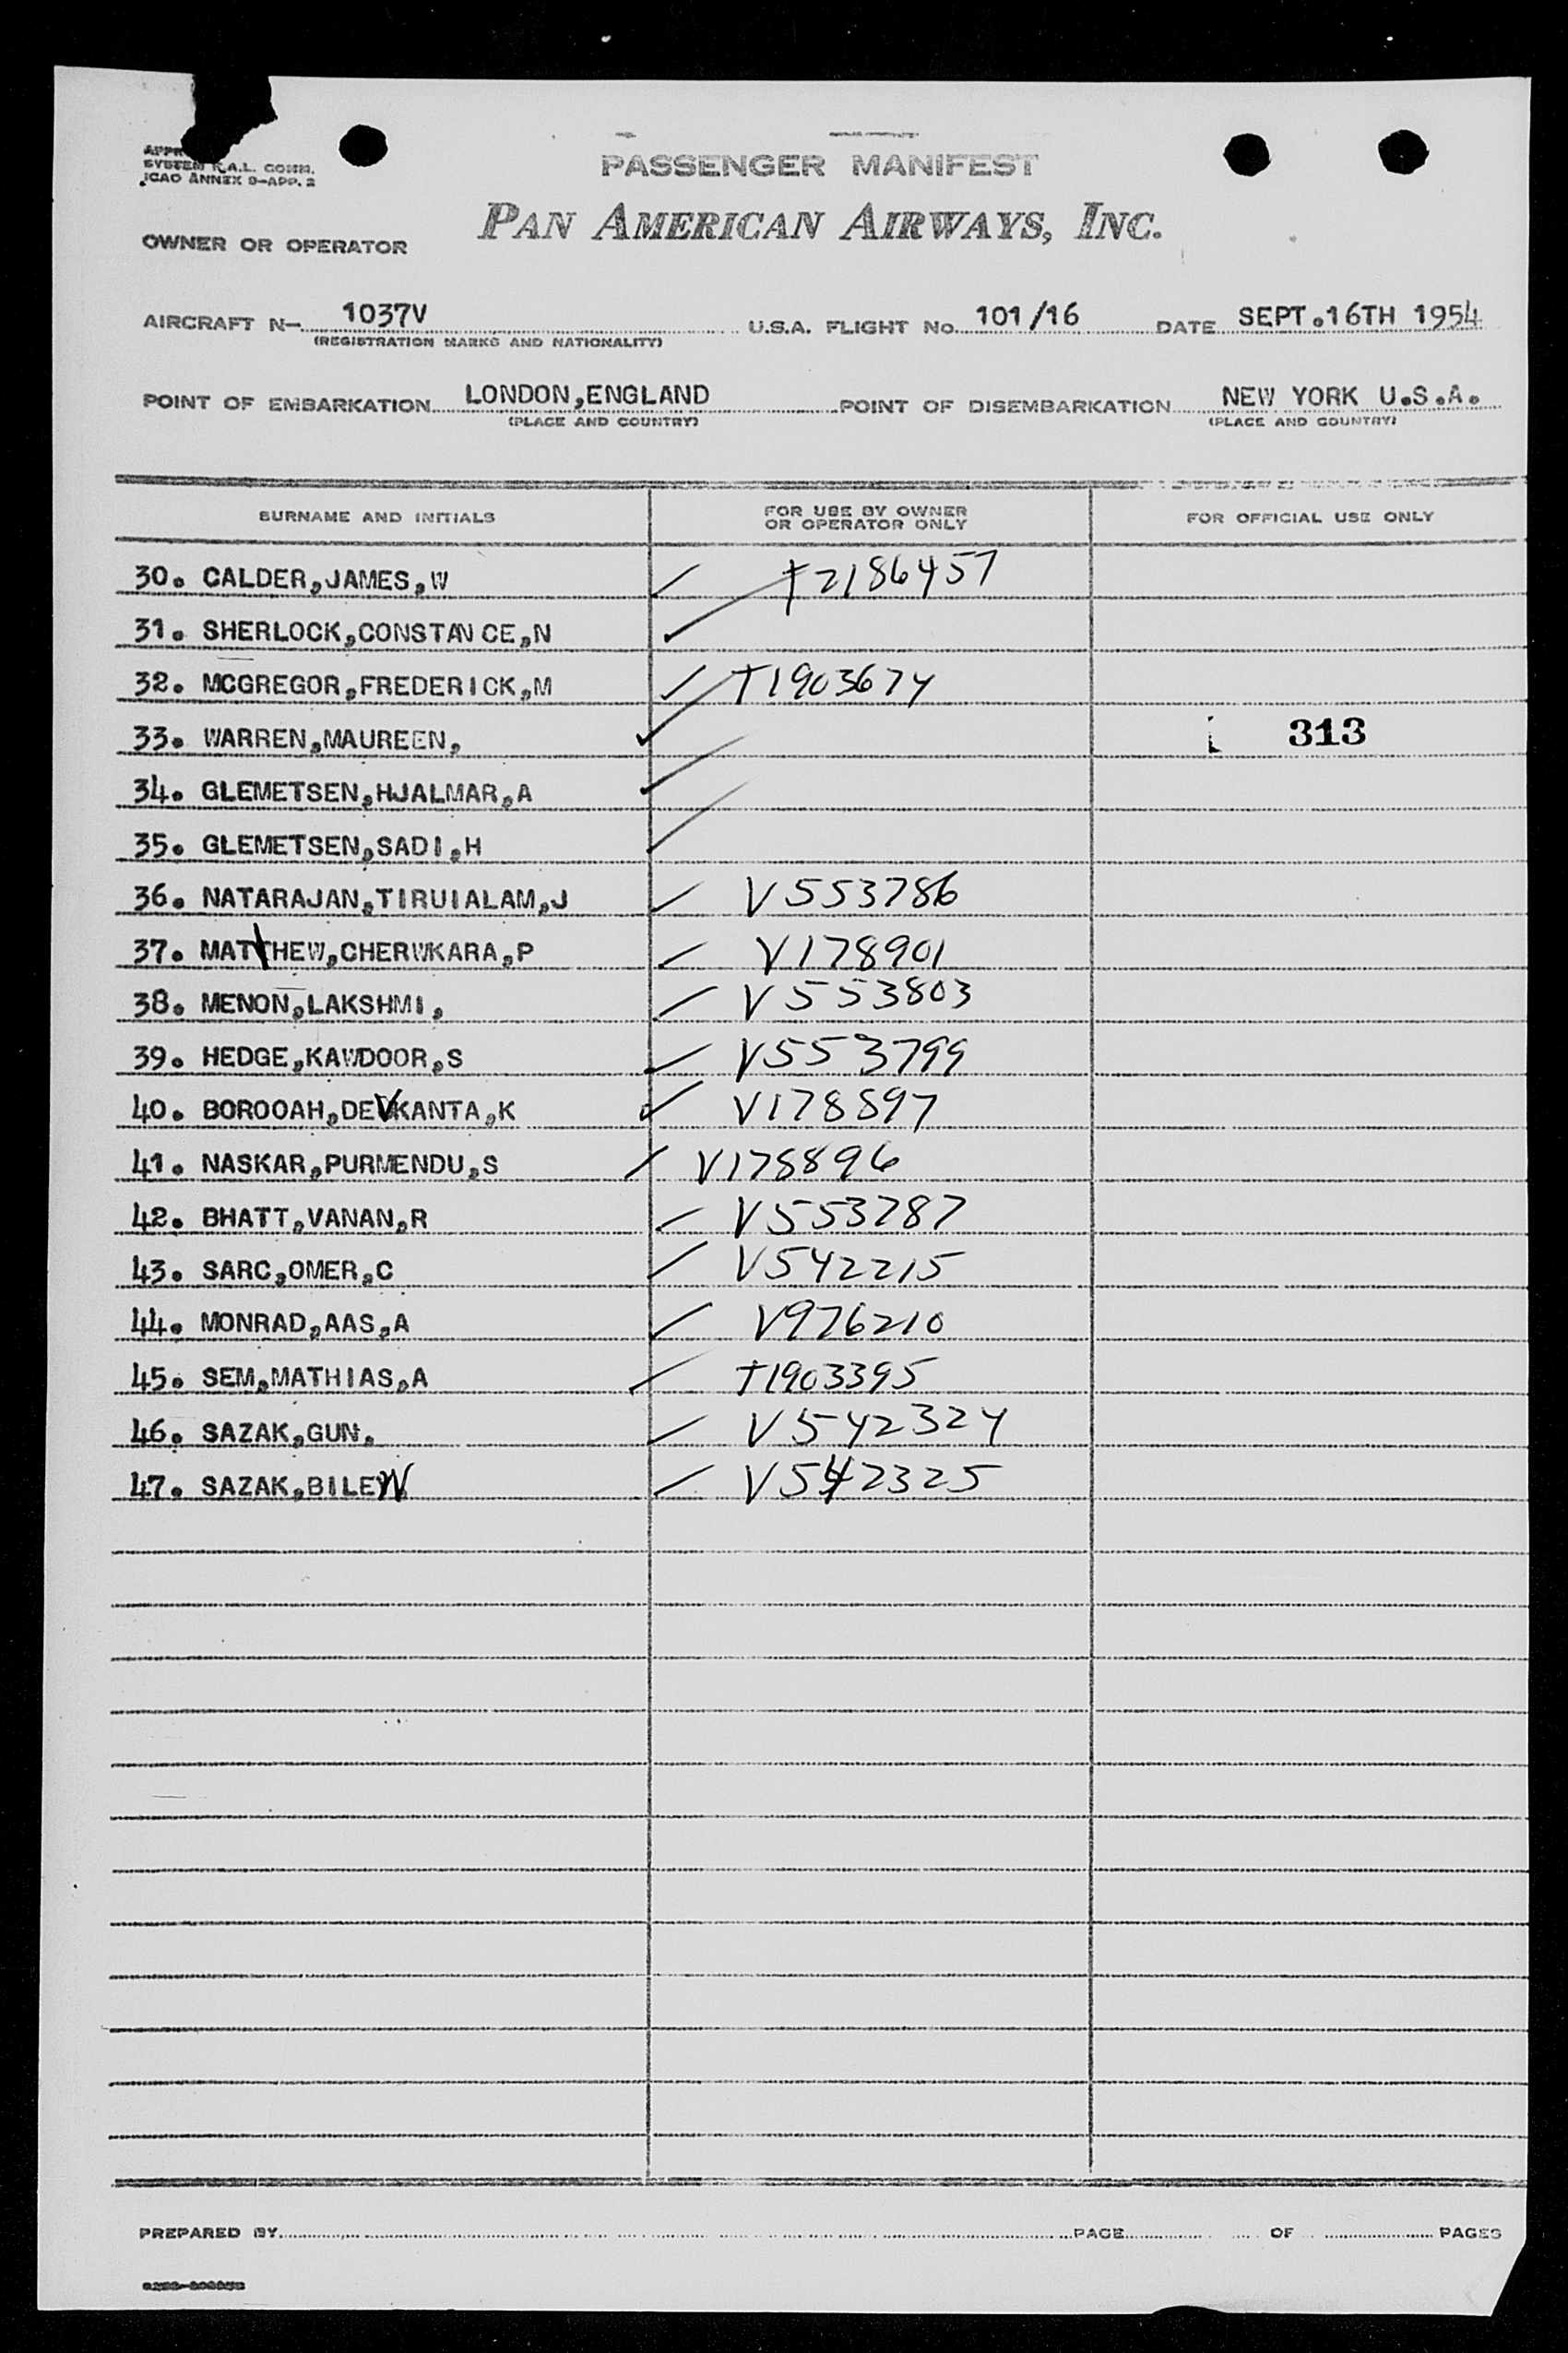 SYSTEM R.A.L. COMM.
ICAO ANNEX 9-APP. 2
PASSENGER MANIFEST
OWNER OR OPERATOR PAN AMERICAN AIRWAYS, INC.
AIRCRAFT N- 1037V U.S.A. FLIGHT No. 101/16 DATE SEPT.16TH 1954
(REGISTRATION MARKS AND NATIONALITY)
POINT OF EMBARKATION LONDON,ENGLAND POINT OF DISEMBARKATION NEW YORK U.S.A.
(PLACE AND COUNTRY) (PLACE AND COUNTRY)
SURNAME AND INITIALS FOR USE BY OWNER OR OPERATOR ONLY FOR OFFICIAL USE ONLY
30. CALDER,JAMES,W T2186457
31. SHERLOCK,CONSTANCE,N
32. MCGREGOR,FREDERICK,M T1903674
33. WARREN,MAUREEN, 313
34. GLEMETSEN,HJALMAR,A
35. GLEMETSEN,SADI,H
36. NATARAJAN,TIRUIALAM,J V553786
37. MATTHEW,CHERWKARA,P V178901
38. MENON,LAKSHMI, V553803
39. HEDGE,KAWDOOR,S V553799
40. BOROOAH,DEVKANTA,K V178897
41. NASKAR,PURMENDU,S V178896
42. BHATT,VANAN,R V553787
43. SARC,OMER,C V542215
44. MONRAD,AAS,A V976210
45. SEM,MATHIAS,A T1903395
46. SAZAK,GUN. V542324
47. SAZAK,BILEN V542325
PREPARED BY PAGE OF PAGES